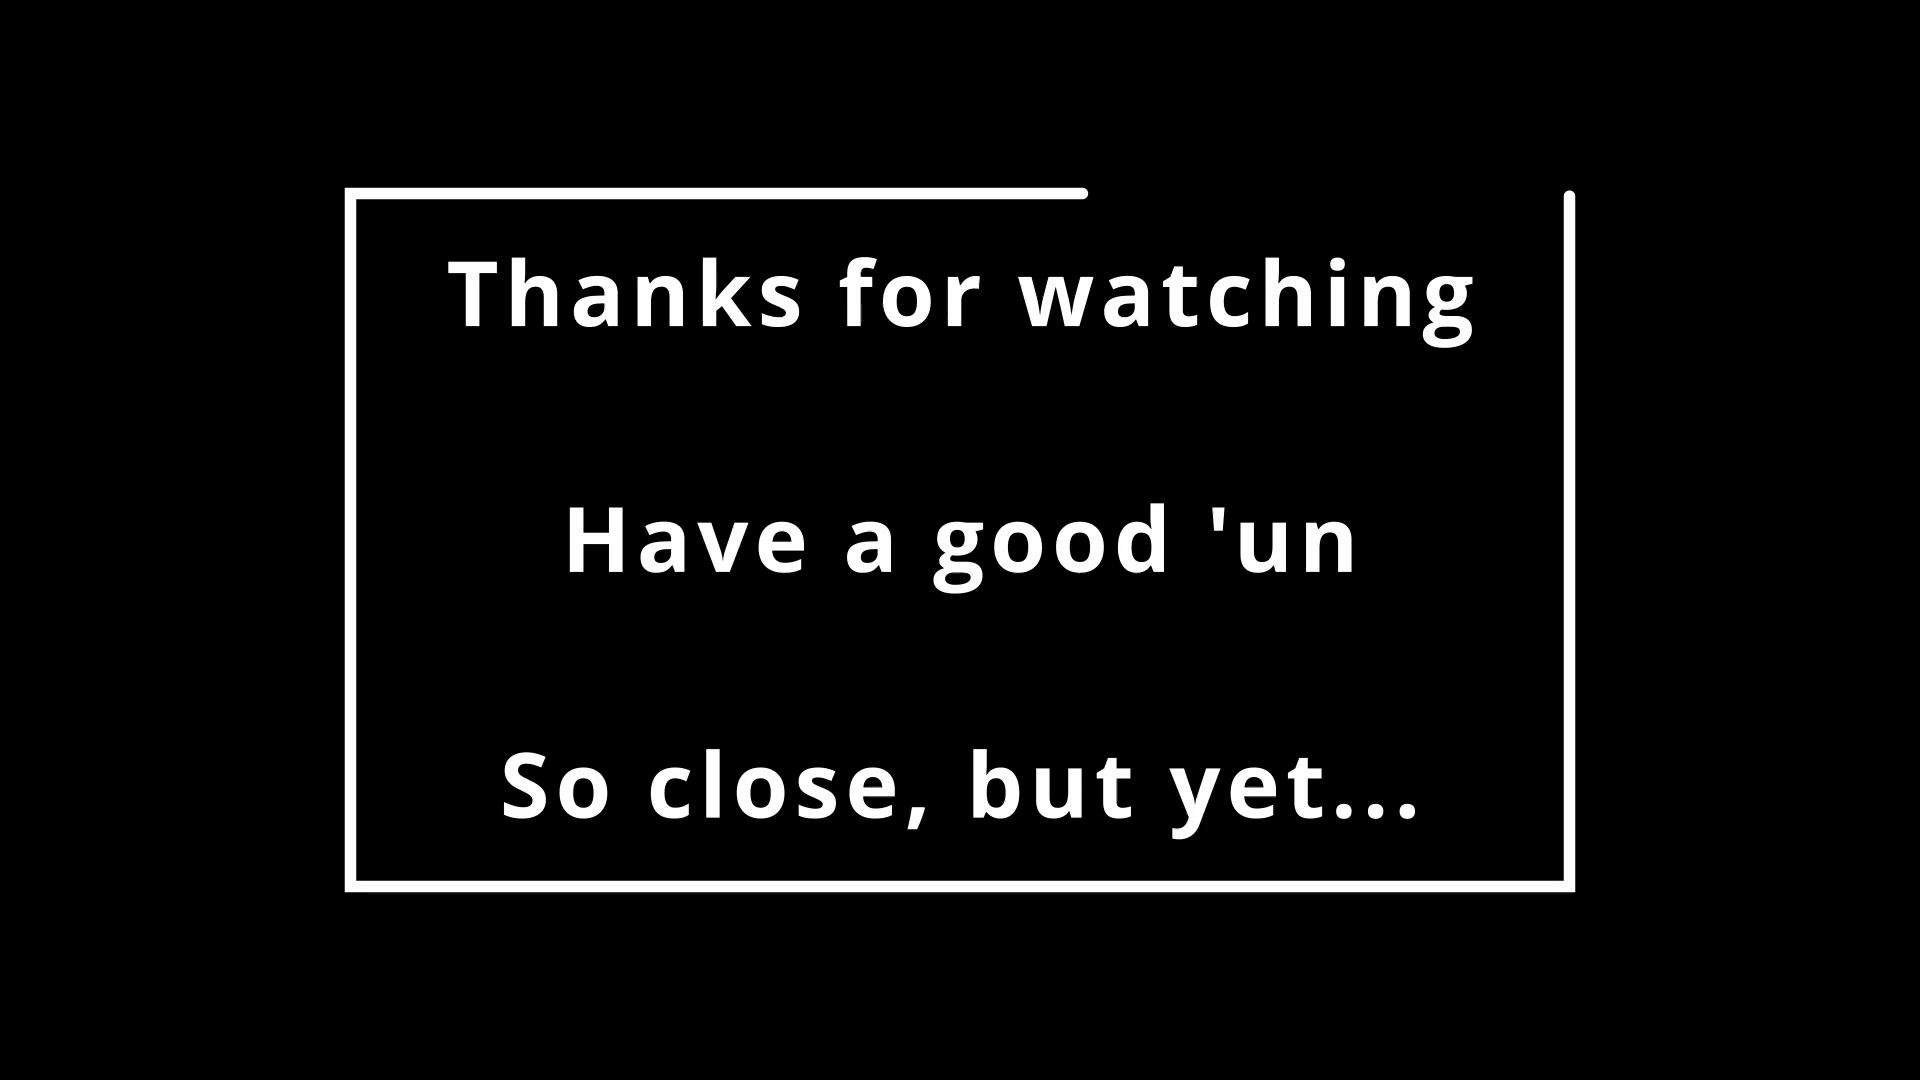 Thanks for watching
Have a good 'un
So close, but yet...